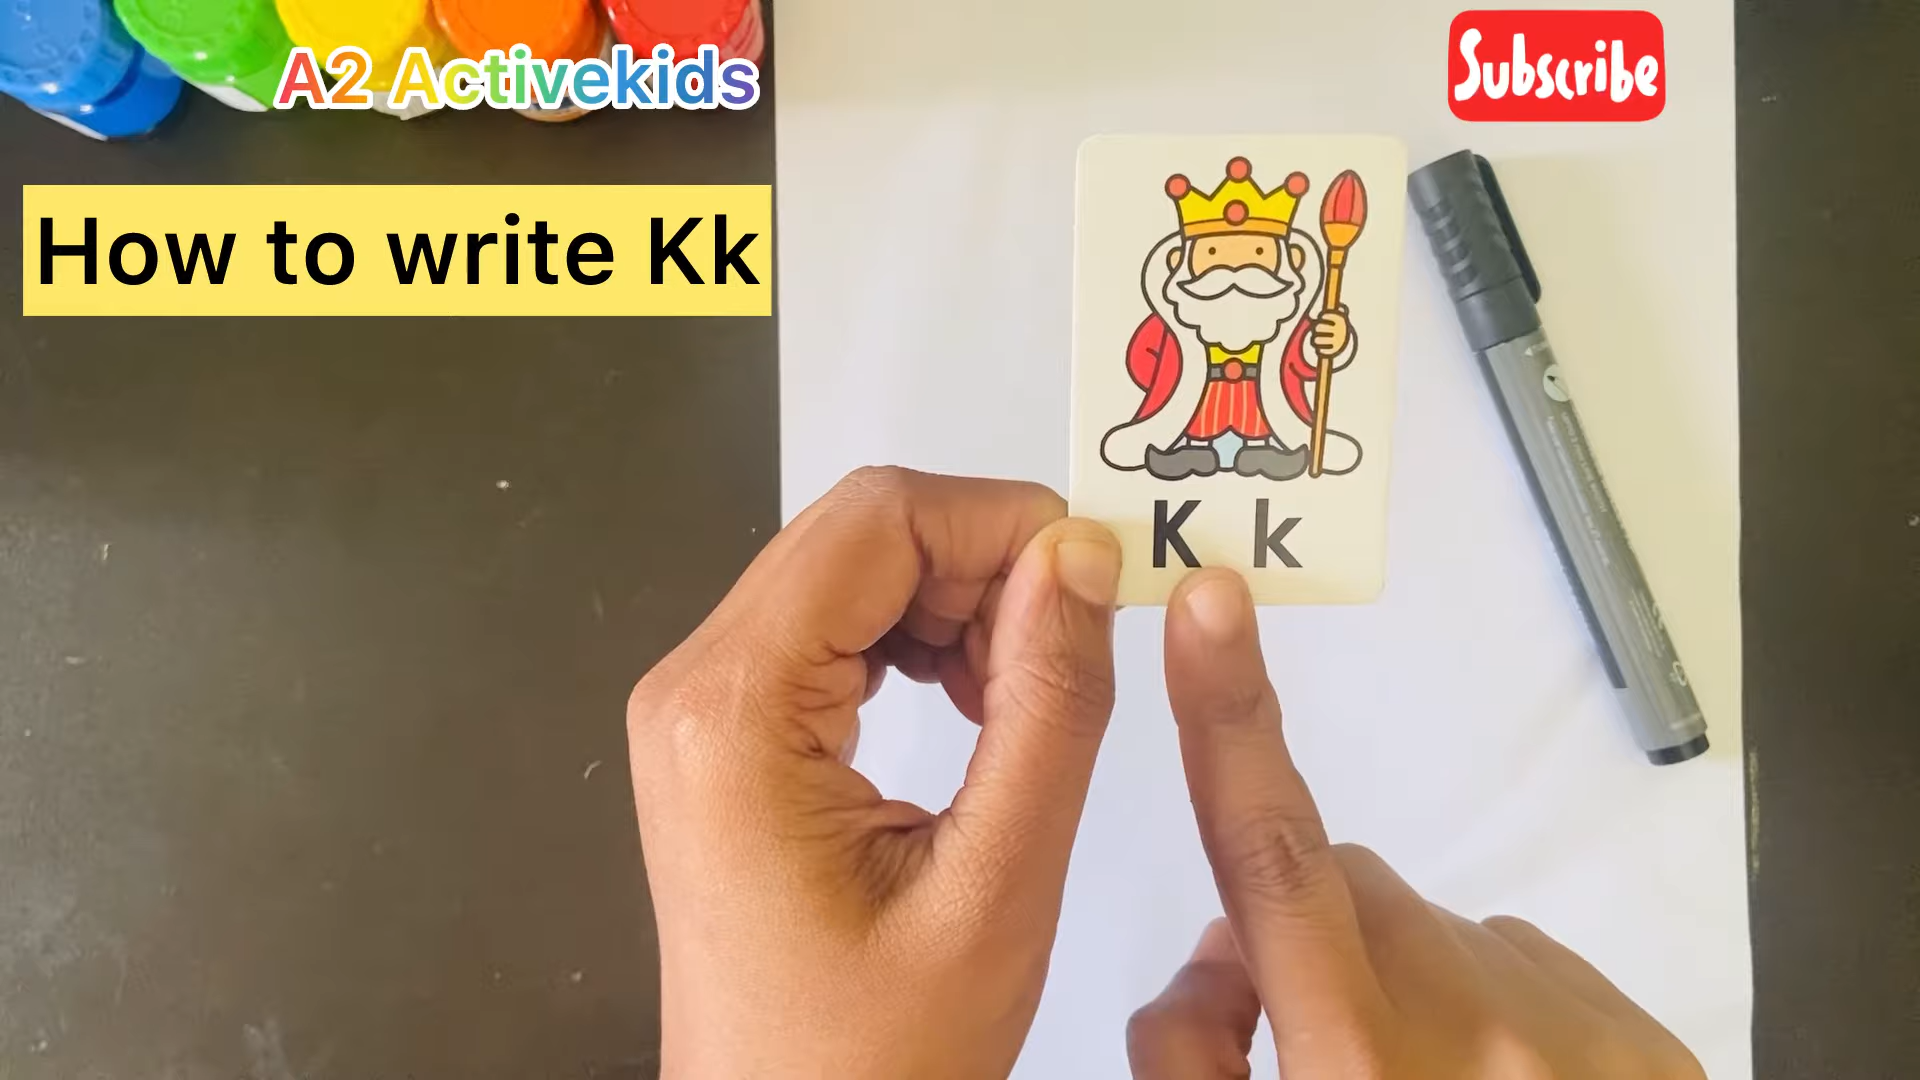 A2 Activekids
Subscribe
How to write Kk
K k